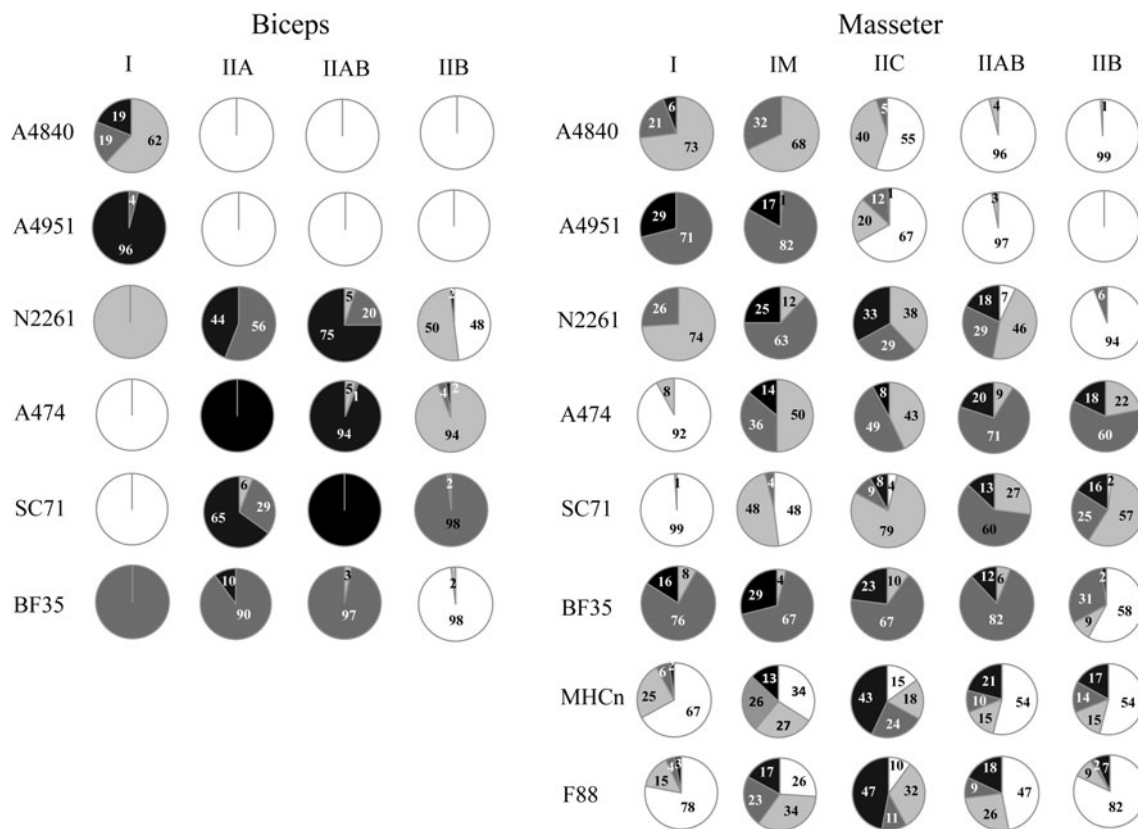 Biceps Masseter
I IIA IIAB IIB I IM IIC IIAB IIB
A4840 19 19 62 6 21 73 32 68 5 40 55 4 96 1 99
A4951 4 96 29 71 17 1 82 1 12 20 67 3 97
N2261 44 56 5 20 75 2 50 48 26 74 25 12 63 33 38 29 18 7 29 46 6 94
A474 5 1 94 4 2 94 8 92 14 50 36 8 43 49 20 9 71 18 22 60
SC71 6 29 65 2 98 1 99 4 48 48 8 4 9 79 13 27 60 16 2 25 57
BF35 10 90 3 97 2 98 16 8 76 4 29 67 23 10 67 12 6 82 2 31 9 58
MHCn 6 2 25 67 13 34 26 27 15 43 18 24 21 10 15 54 17 14 15 54
F88 4 3 15 78 17 26 23 34 10 47 32 11 18 9 26 47 2 7 9 82